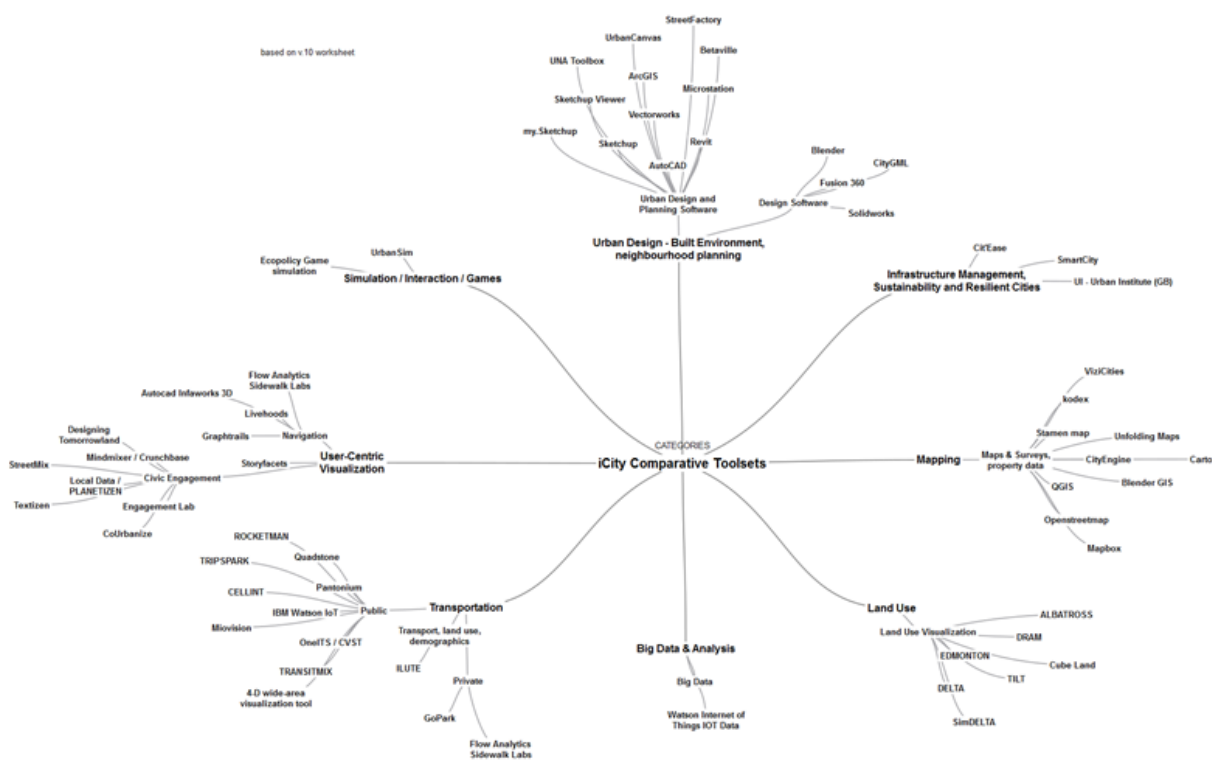 based on v.10 worksheet
StreetFactory
UrbanCanvas
Betaville
UNA Toolbox
ArcGIS
Microstation
Sketchup Viewer
Vectorworks
my.Sketchup
Sketchup
Revit
AutoCAD
Urban Design and
Planning Software
Blender
CityGML
Fusion 360
Design Software
Solidworks
Urban Design - Built Environment,
neighbourhood planning
UrbanSim
Ecopolicy Game
simulation
Simulation / Interaction / Games
Cit'Ease
SmartCity
Infrastructure Management,
Sustainability and Resilient Cities
UI - Urban Institute (GB)
Flow Analytics
Sidewalk Labs
Autocad Infaworks 3D
Livehoods
Graphtrails
Navigation
Designing
Tomorrowland
Mindmixer / Crunchbase
StreetMix
Storyfacets
User-Centric
Visualization
Civic Engagement
Local Data /
PLANETIZEN
Textizen
Engagement Lab
CoUrbanize
CATEGORIES
iCity Comparative Toolsets
ViziCities
kodex
Stamen map
Unfolding Maps
Mapping
Maps & Surveys,
property data
CityEngine
Carto
QGIS
Blender GIS
Openstreetmap
Mapbox
ROCKETMAN
Quadstone
TRIPSPARK
Pantonium
CELLINT
IBM Watson IoT
Public
Miovision
OneITS / CVST
TRANSITMIX
4-D wide-area
visualization tool
Transportation
Transport, land use,
demographics
ILUTE
Private
GoPark
Flow Analytics
Sidewalk Labs
Big Data & Analysis
Big Data
Watson Internet of
Things IOT Data
Land Use
Land Use Visualization
ALBATROSS
DRAM
EDMONTON
Cube Land
TILT
DELTA
SimDELTA